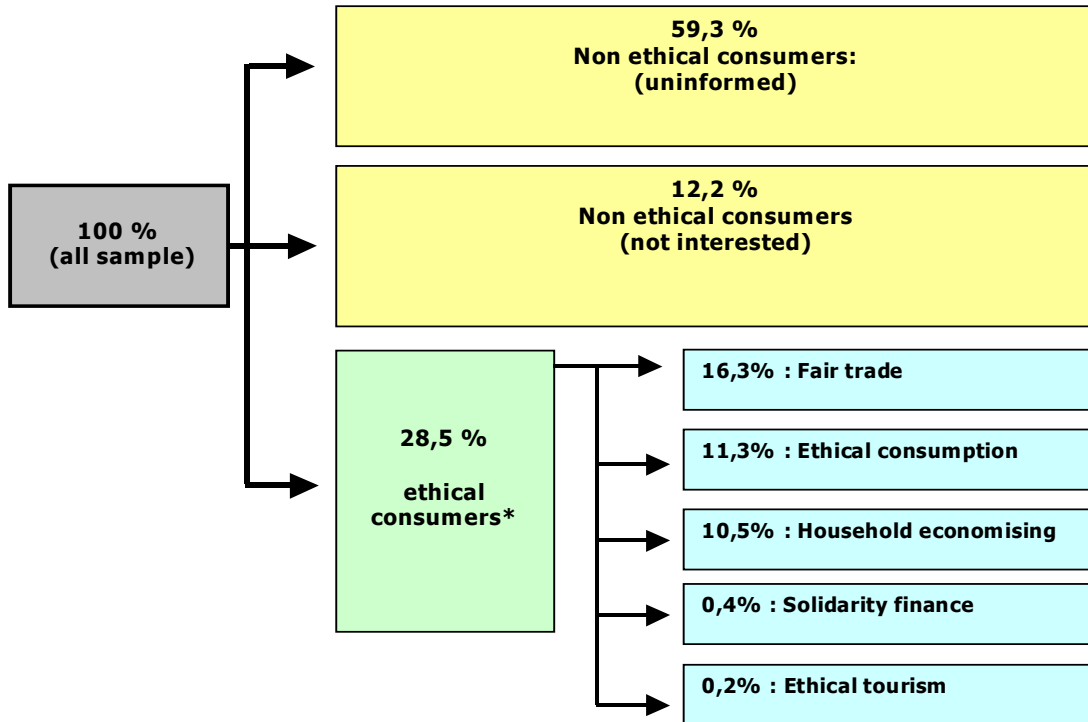 59,3 %
Non ethical consumers:
(uninformed)
12,2 %
Non ethical consumers
(not interested)
100 %
(all sample)
28,5 %
ethical
consumers*
16,3% : Fair trade
11,3% : Ethical consumption
10,5% : Household economising
0,4% : Solidarity finance
0,2% : Ethical tourism